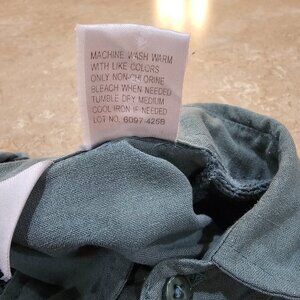 MACHINE WASH WARM
WITH LIKE COLORS
ONLY NON-CHLORINE
BLEACH WHEN NEEDED
TUMBLE DRY MEDIUM
COOL IRON IF NEEDED
LOT NO. 6097-425B